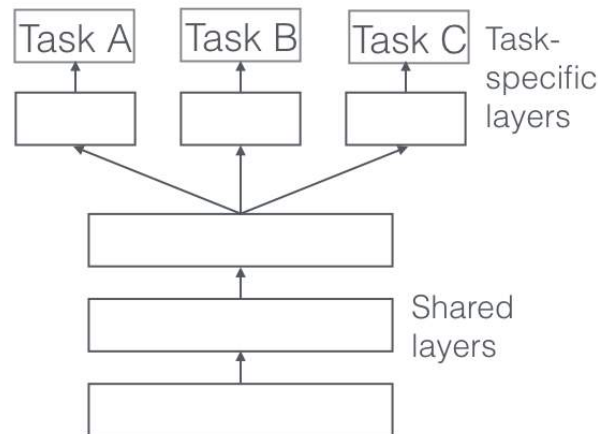 Task A
Task B
Task C
Task-
specific
layers
Shared
layers